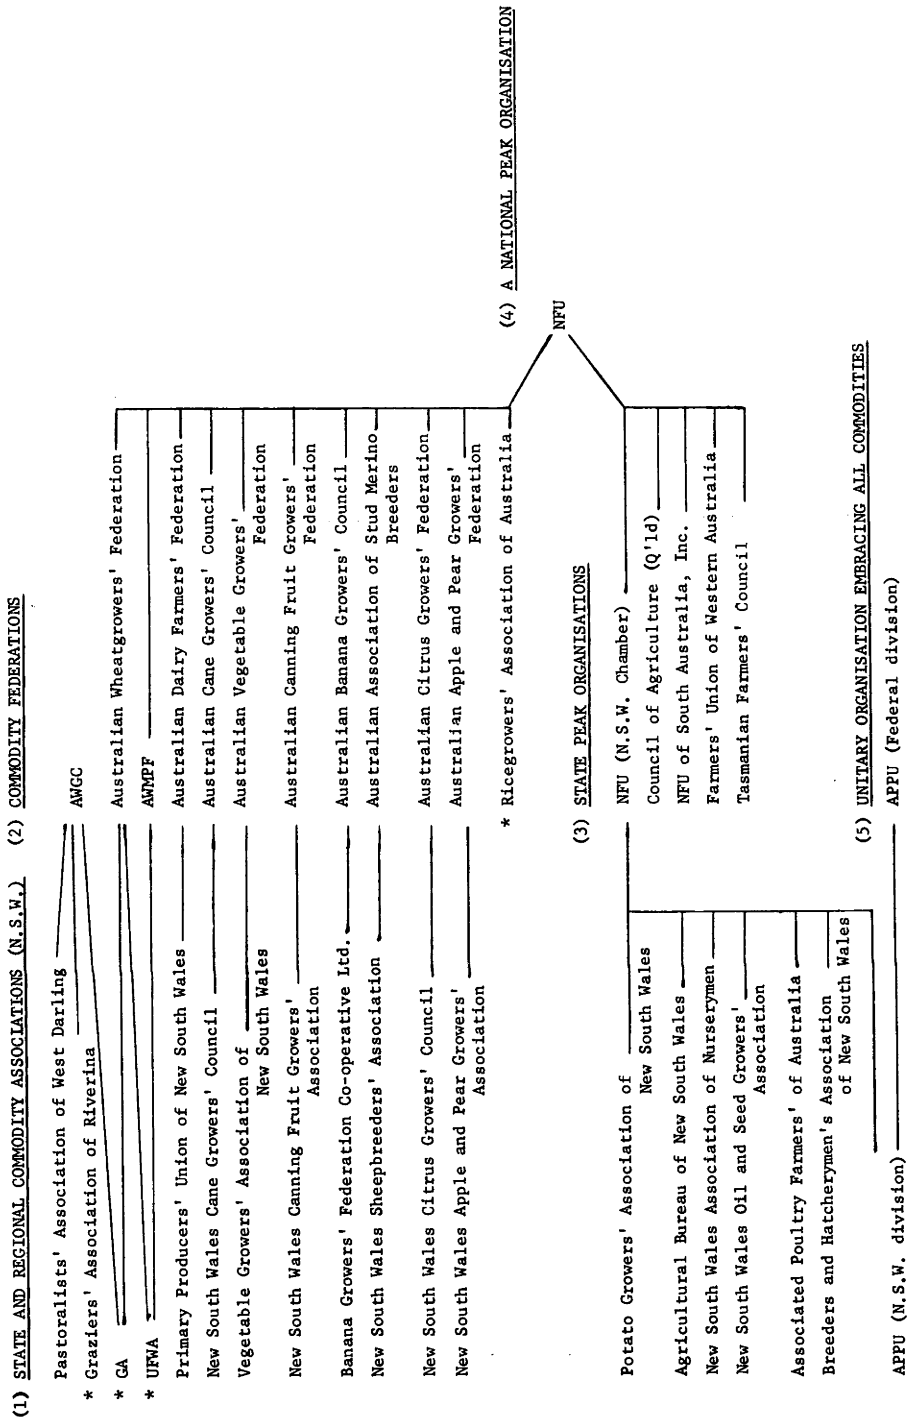 (1) STATE AND REGIONAL COMMODITY ASSOCIATIONS (N.S.W.)
Pastoralists' Association of West Darling
* Graziers' Association of Riverina
* GA
* UFWA
Primary Producers' Union of New South Wales
New South Wales Cane Growers' Council
Vegetable Growers' Association of
New South Wales
New South Wales Canning Fruit Growers'
Association
Banana Growers' Federation Co-operative Ltd.
New South Wales Sheepbreeders' Association
New South Wales Citrus Growers' Council
New South Wales Apple and Pear Growers'
Association
(2) COMMODITY FEDERATIONS
AWGC
Australian Wheatgrowers' Federation
AWMPF
Australian Dairy Farmers' Federation
Australian Cane Growers' Council
Australian Vegetable Growers'
Federation
Australian Canning Fruit Growers'
Federation
Australian Banana Growers' Council
Australian Association of Stud Merino
Breeders
Australian Citrus Growers' Federation
Australian Apple and Pear Growers'
Federation
* Ricegrowers' Association of Australia
(4) A NATIONAL PEAK ORGANISATION
NFU
(3) STATE PEAK ORGANISATIONS
NFU (N.S.W. Chamber)
Council of Agriculture (Q'ld)
NFU of South Australia, Inc.
Farmers' Union of Western Australia
Tasmanian Farmers' Council
Potato Growers' Association of
New South Wales
Agricultural Bureau of New South Wales
New South Wales Association of Nurserymen
New South Wales Oil and Seed Growers'
Association
Associated Poultry Farmers' of Australia
Breeders and Hatcherymen's Association
of New South Wales
(5) UNITARY ORGANISATION EMBRACING ALL COMMODITIES
APPU (N.S.W. division)
APPU (Federal division)